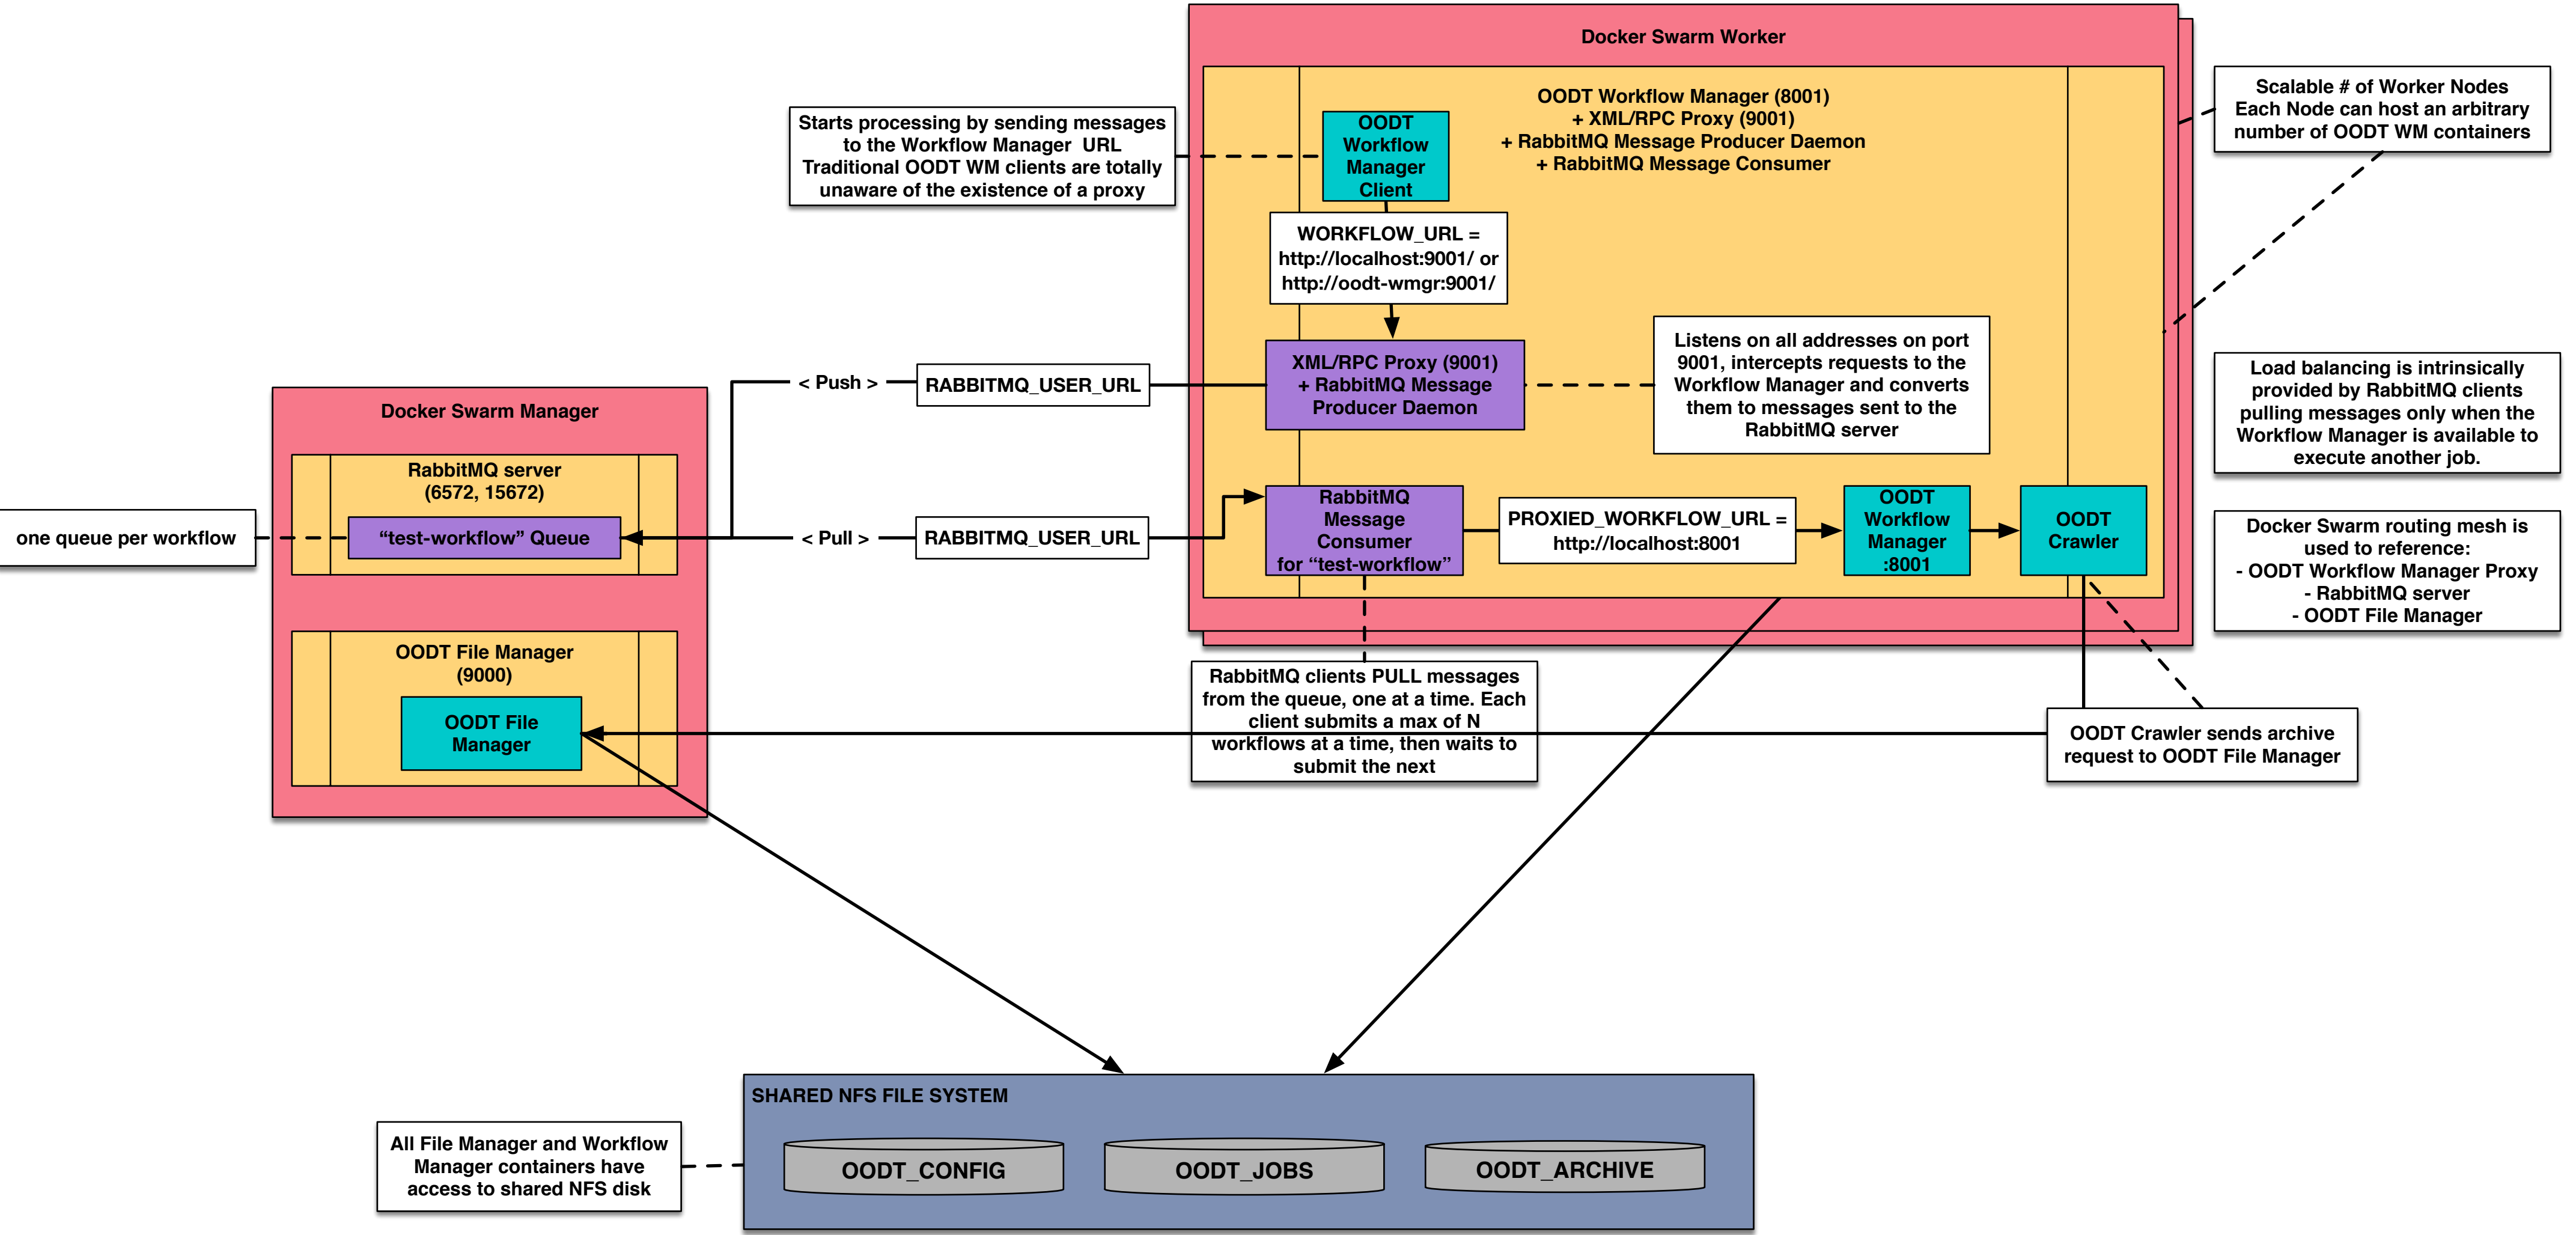 Docker Swarm Worker
OODT Workflow Manager (8001)
+ XML/RPC Proxy (9001)
+ RabbitMQ Message Producer Daemon
+ RabbitMQ Message Consumer
Scalable # of Worker Nodes
Each Node can host an arbitrary
number of OODT WM containers
Starts processing by sending messages
to the Workflow Manager  URL
Traditional OODT WM clients are totally
unaware of the existence of a proxy
OODT
Workflow
Manager
Client
WORKFLOW_URL =
http://localhost:9001/ or
http://oodt-wmgr:9001/
XML/RPC Proxy (9001)
+ RabbitMQ Message
Producer Daemon
Listens on all addresses on port
9001, intercepts requests to the
Workflow Manager and converts
them to messages sent to the
RabbitMQ server
Load balancing is intrinsically
provided by RabbitMQ clients
pulling messages only when the
Workflow Manager is available to
execute another job.
< Push >
RABBITMQ_USER_URL
Docker Swarm Manager
RabbitMQ server
(6572, 15672)
one queue per workflow
“test-workflow” Queue
< Pull >
RABBITMQ_USER_URL
RabbitMQ
Message
Consumer
for “test-workflow”
PROXIED_WORKFLOW_URL =
http://localhost:8001
OODT
Workflow
Manager
:8001
OODT
Crawler
Docker Swarm routing mesh is
used to reference:
- OODT Workflow Manager Proxy
- RabbitMQ server
- OODT File Manager
OODT File Manager
(9000)
OODT File
Manager
RabbitMQ clients PULL messages
from the queue, one at a time. Each
client submits a max of N
workflows at a time, then waits to
submit the next
OODT Crawler sends archive
request to OODT File Manager
SHARED NFS FILE SYSTEM
All File Manager and Workflow
Manager containers have
access to shared NFS disk
OODT_CONFIG
OODT_JOBS
OODT_ARCHIVE